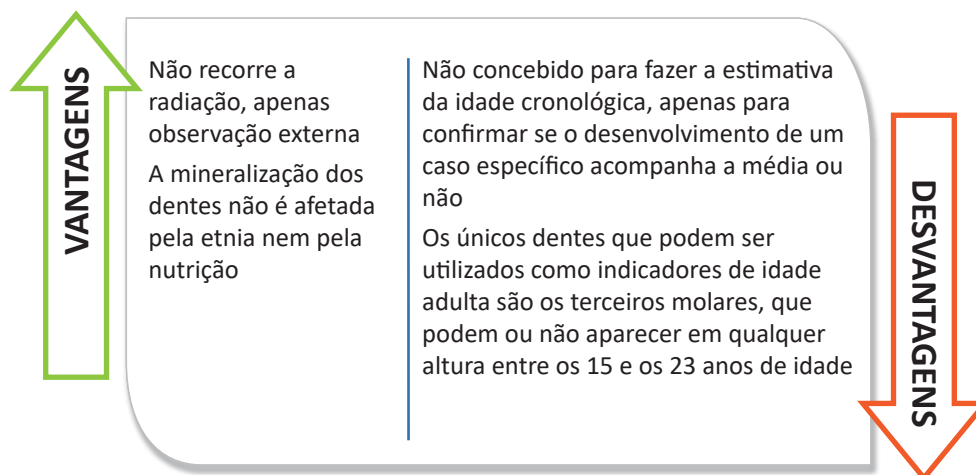 VANTAGENS
Não recorre a
radiação, apenas
observação externa
A mineralização dos
dentes não é afetada
pela etnia nem pela
nutrição
Não concebido para fazer a estimativa
da idade cronológica, apenas para
confirmar se o desenvolvimento de um
caso específico acompanha a média ou
não
Os únicos dentes que podem ser
utilizados como indicadores de idade
adulta são os terceiros molares, que
podem ou não aparecer em qualquer
altura entre os 15 e os 23 anos de idade
DESVANTAGENS